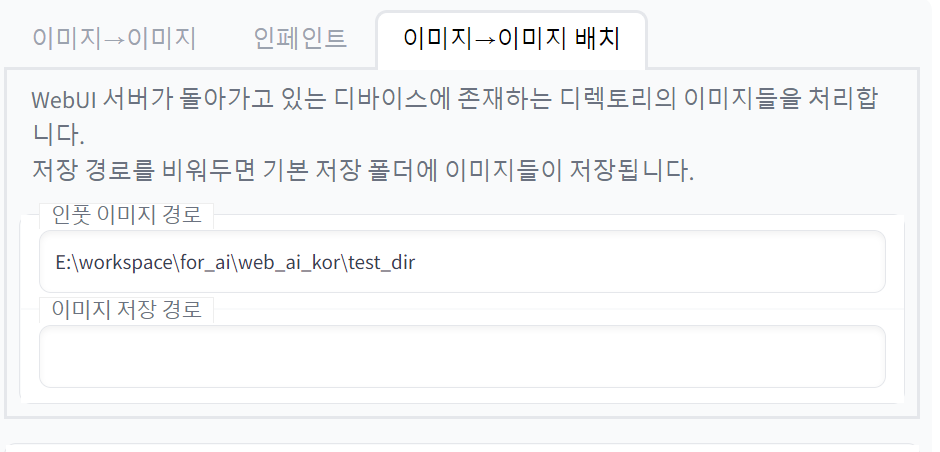 이미지→이미지 인페인트 이미지→이미지 배치
WebUI 서버가 돌아가고 있는 디바이스에 존재하는 디렉토리의 이미지들을 처리합
니다.
저장 경로를 비워두면 기본 저장 폴더에 이미지들이 저장됩니다.
인풋 이미지 경로
E:\workspace\for_ai\web_ai_kor\test_dir
이미지 저장 경로